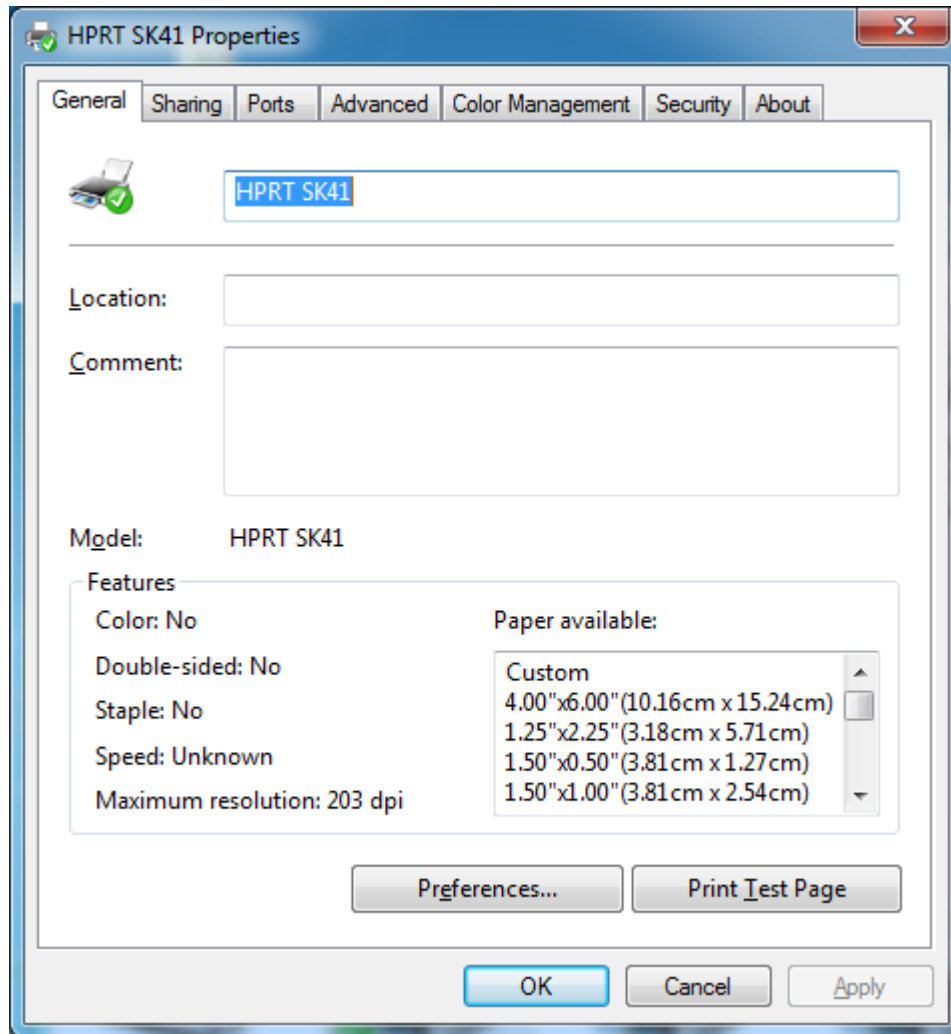 HPRT SK41 Properties
General Sharing Ports Advanced Color Management Security About
HPRT SK41
Location:
Comment:
Model: HPRT SK41
Features
Color: No
Double-sided: No
Staple: No
Speed: Unknown
Maximum resolution: 203 dpi
Paper available:
Custom
4.00"x6.00"(10.16cm x 15.24cm)
1.25"x2.25"(3.18cm x 5.71cm)
1.50"x0.50"(3.81cm x 1.27cm)
1.50"x1.00"(3.81cm x 2.54cm)
Preferences... Print Test Page
OK Cancel Apply